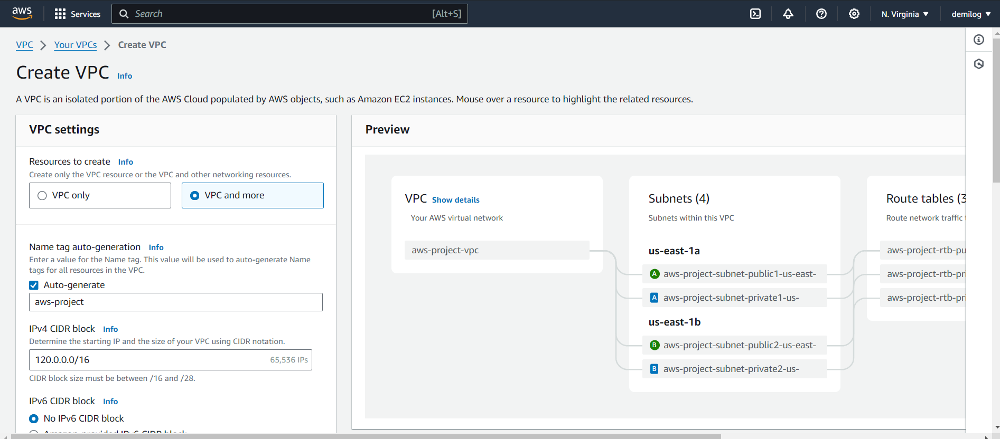 aws
Services
Search
[Alt+S]
N. Virginia
demilog
VPC
Your VPCs
Create VPC
Create VPC Info
A VPC is an isolated portion of the AWS Cloud populated by AWS objects, such as Amazon EC2 instances. Mouse over a resource to highlight the related resources.
VPC settings
Resources to create Info
Create only the VPC resource or the VPC and other networking resources.
VPC only
VPC and more
Name tag auto-generation Info
Enter a value for the Name tag. This value will be used to auto-generate Name
tags for all resources in the VPC.
Auto-generate
aws-project
IPv4 CIDR block Info
Determine the starting IP and the size of your VPC using CIDR notation.
120.0.0.0/16
65,536 IPs
CIDR block size must be between /16 and /28.
IPv6 CIDR block Info
No IPv6 CIDR block
Amazon-provided IPv6 CIDR block
Preview
VPC Show details
Your AWS virtual network
aws-project-vpc
Subnets (4)
Subnets within this VPC
us-east-1a
A aws-project-subnet-public1-us-east-
A aws-project-subnet-private1-us-
us-east-1b
B aws-project-subnet-public2-us-east-
B aws-project-subnet-private2-us-
Route tables (3
Route network traffic
aws-project-rtb-pu
aws-project-rtb-pr
aws-project-rtb-pr